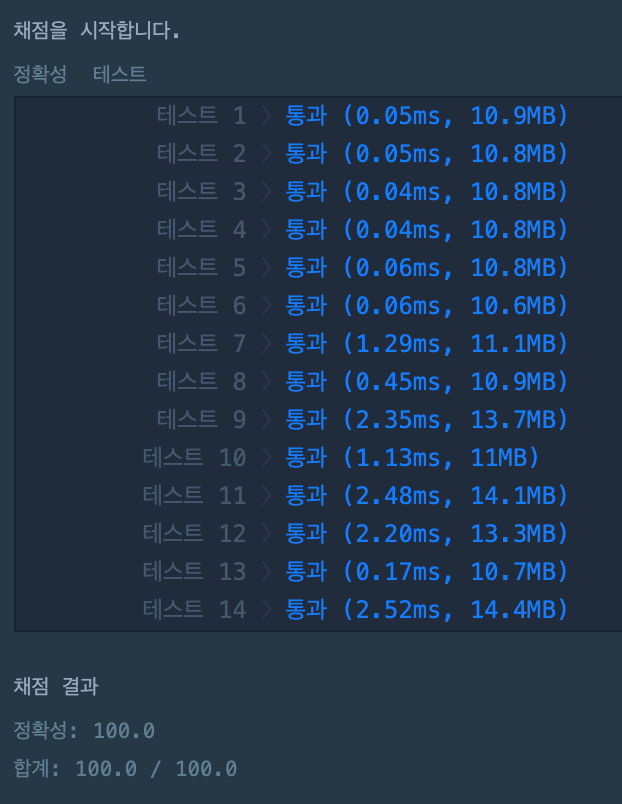 채점을 시작합니다.
정확성 테스트
테스트 1 〉 통과 (0.05ms, 10.9MB)
테스트 2 〉 통과 (0.05ms, 10.8MB)
테스트 3 〉 통과 (0.04ms, 10.8MB)
테스트 4 〉 통과 (0.04ms, 10.8MB)
테스트 5 〉 통과 (0.06ms, 10.8MB)
테스트 6 〉 통과 (0.06ms, 10.6MB)
테스트 7 〉 통과 (1.29ms, 11.1MB)
테스트 8 〉 통과 (0.45ms, 10.9MB)
테스트 9 〉 통과 (2.35ms, 13.7MB)
테스트 10 〉 통과 (1.13ms, 11MB)
테스트 11 〉 통과 (2.48ms, 14.1MB)
테스트 12 〉 통과 (2.20ms, 13.3MB)
테스트 13 〉 통과 (0.17ms, 10.7MB)
테스트 14 〉 통과 (2.52ms, 14.4MB)
채점 결과
정확성: 100.0
합계: 100.0 / 100.0